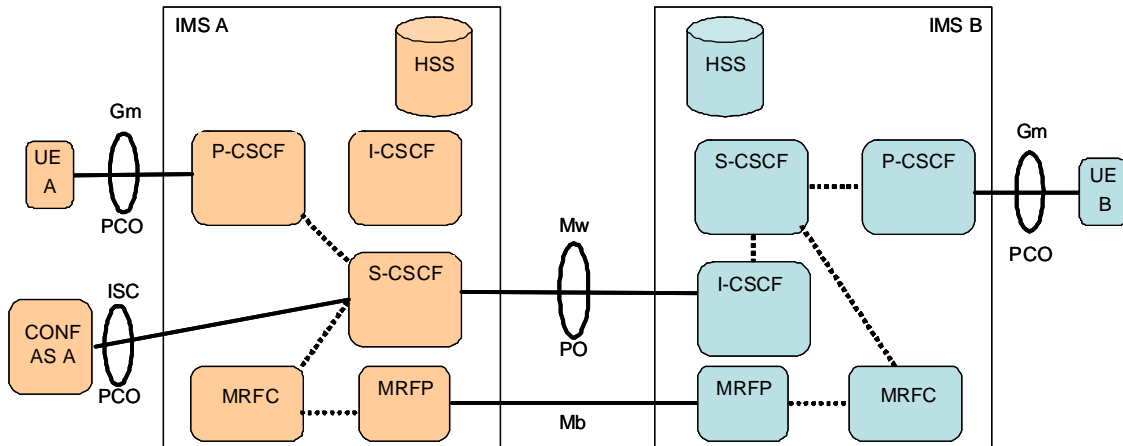 IMS A
IMS B
HSS
HSS
Gm
Gm
P-CSCF
I-CSCF
S-CSCF
P-CSCF
UE
A
UE
B
PCO
PCO
Mw
S-CSCF
I-CSCF
ISC
CONF
AS A
PO
PCO
MRFC
MRFP
MRFP
MRFC
Mb